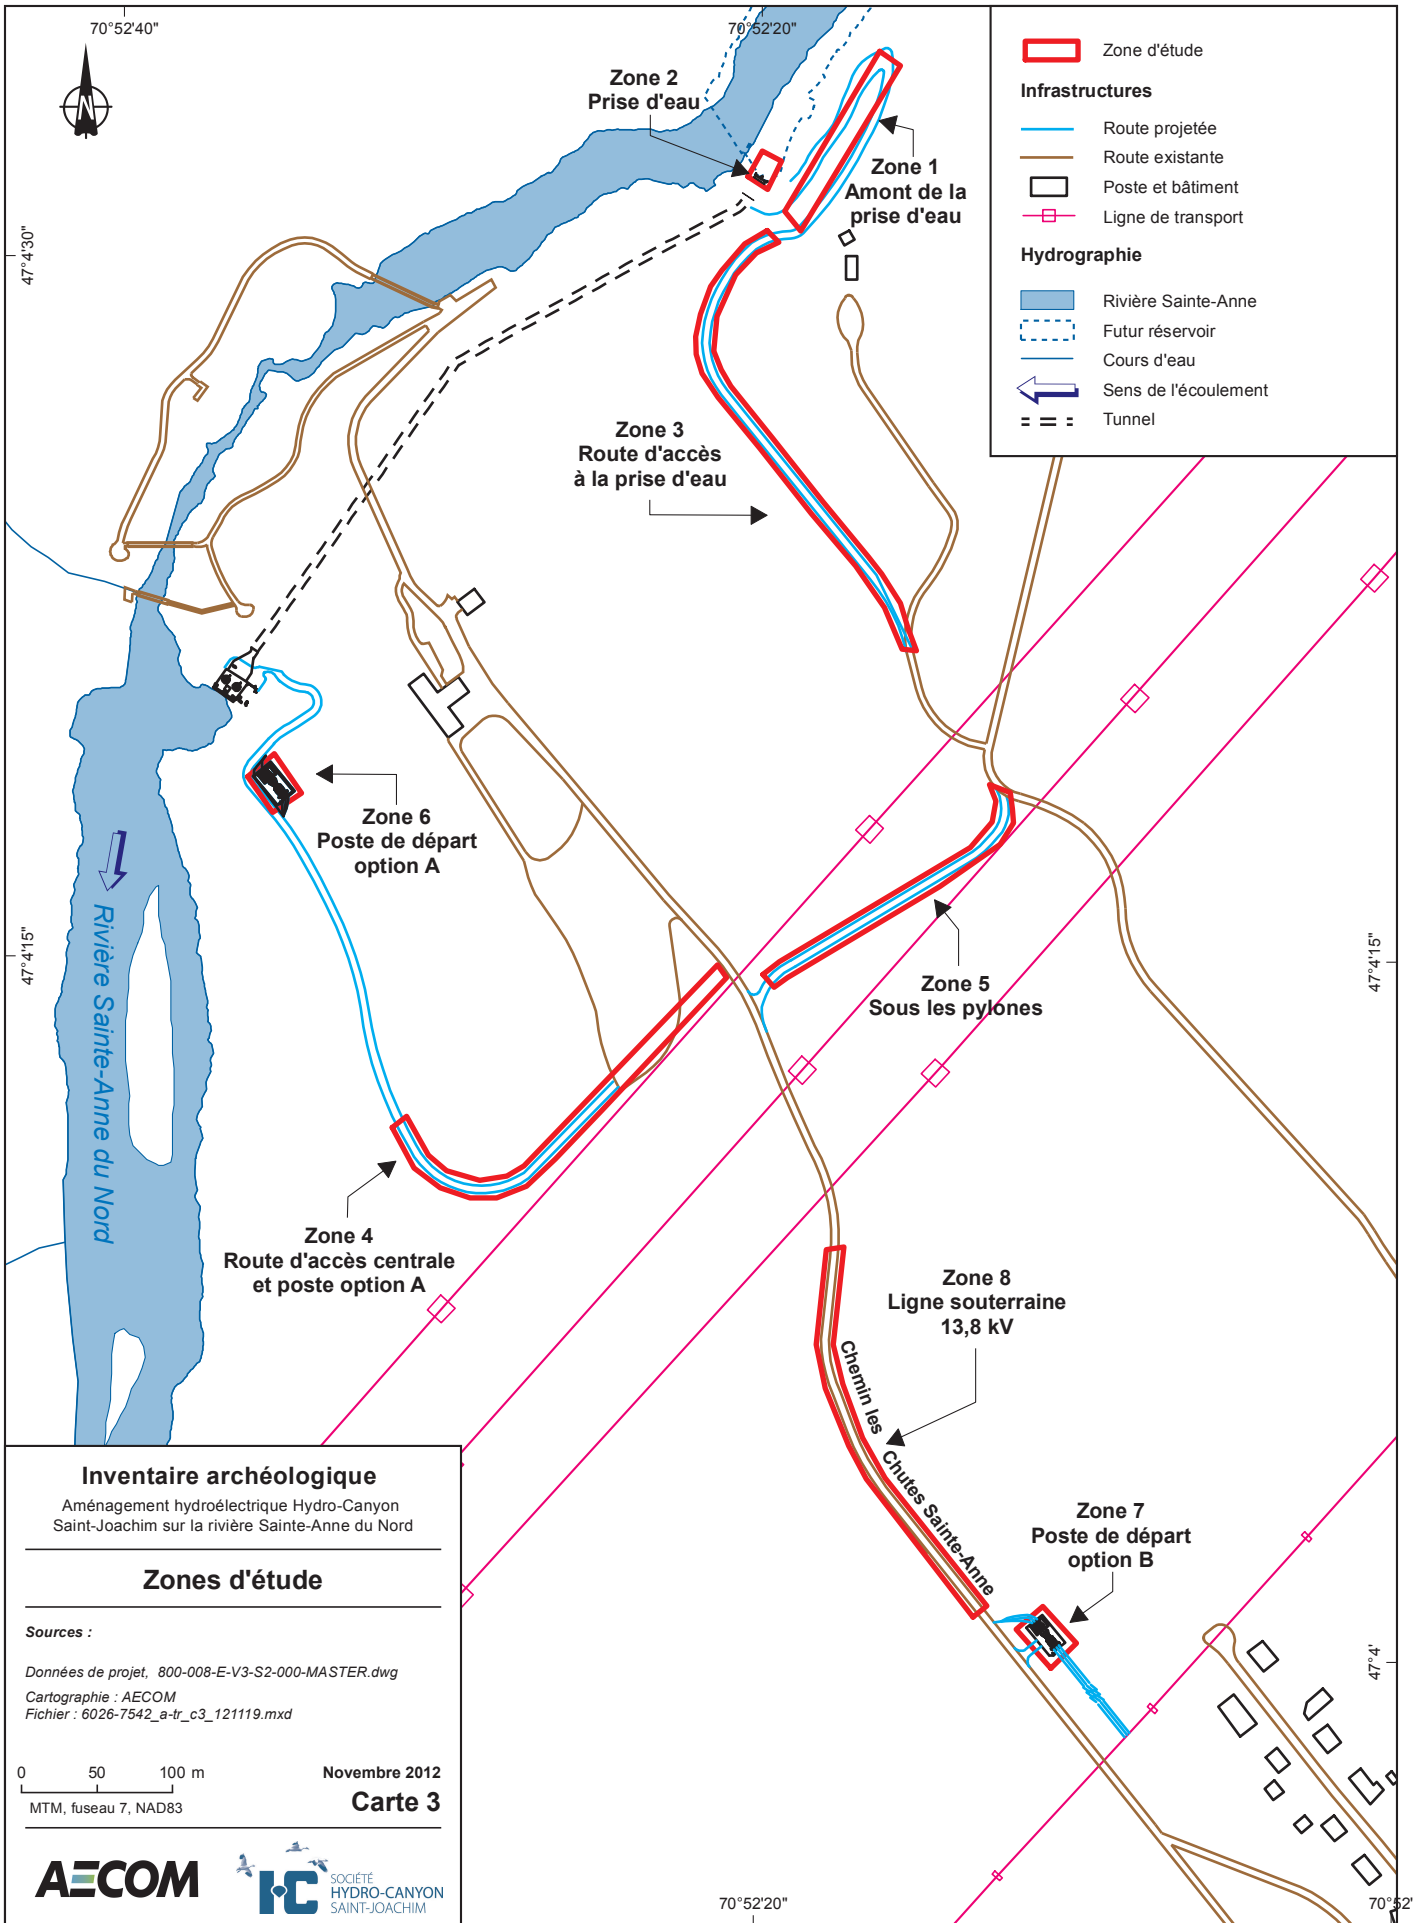 70°52'40"
70°52'20"
Zone 2
Prise d'eau
Zone 1
Amont de la
prise d'eau
Zone d'étude
Infrastructures
Route projetée
Route existante
Poste et bâtiment
Ligne de transport
Hydrographie
Rivière Sainte-Anne
Futur réservoir
Cours d'eau
Sens de l'écoulement
Tunnel
N
47°4'30"
Zone 3
Route d'accès
à la prise d'eau
Zone 6
Poste de départ
option A
47°4'15"
47°4'15"
Rivière Sainte-Anne du Nord
Zone 5
Sous les pylones
Zone 4
Route d'accès centrale
et poste option A
Zone 8
Ligne souterraine
13,8 kV
Chemin les Chutes Sainte-Anne
Zone 7
Poste de départ
option B
47°4'
Inventaire archéologique
Aménagement hydroélectrique Hydro-Canyon
Saint-Joachim sur la rivière Sainte-Anne du Nord
Zones d'étude
Sources :
Données de projet, 800-008-E-V3-S2-000-MASTER.dwg
Cartographie : AECOM
Fichier : 6026-7542_a-tr_c3_121119.mxd
0 50 100 m
MTM, fuseau 7, NAD83
Novembre 2012
Carte 3
AECOM
HC
SOCIÉTÉ
HYDRO-CANYON
SAINT-JOACHIM
70°52'20"
70°52'